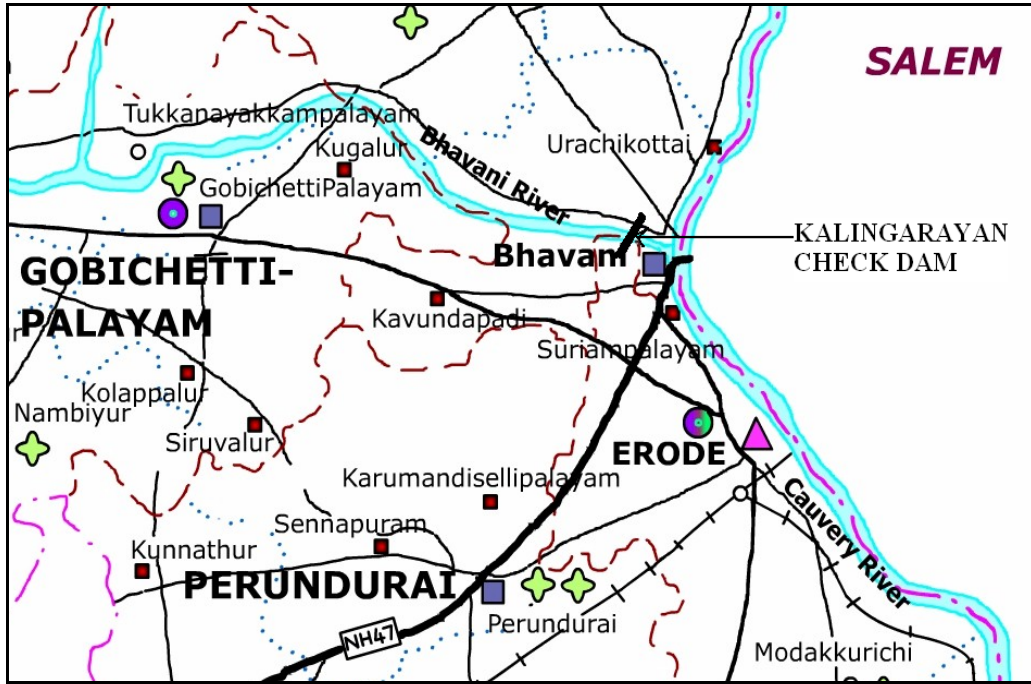 SALEM
Tukkanayakkampalayam
Kugalur
Bhavani River
Urachikottai
GobichettiPalayam
KALINGARAYAN
CHECK DAM
Bhavani
GOBICHETTI-
PALAYAM
Kavundapadi
Suriampalayam
Kolappalur
Nambiyur
Siruvalur
ERODE
Karumandisellipalayam
Cauvery River
Sennapuram
Kunnathur
PERUNDURAI
Perundurai
NH47
Modakkurichi